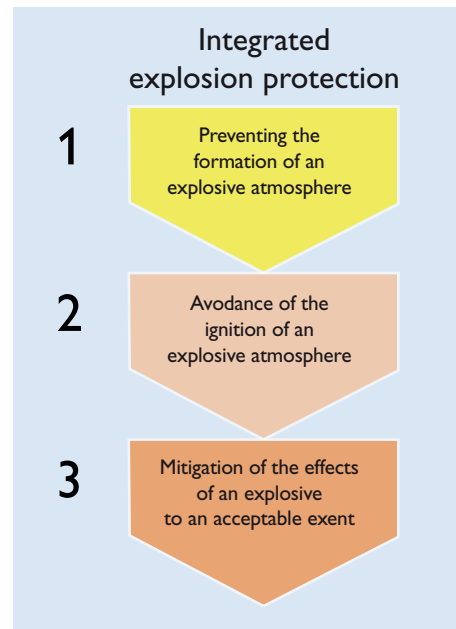 Integrated
explosion protection
1
Preventing the
formation of an
explosive atmosphere
2
Avodance of the
ignition of an
explosive atmosphere
3
Mitigation of the effects
of an explosive
to an acceptable exent